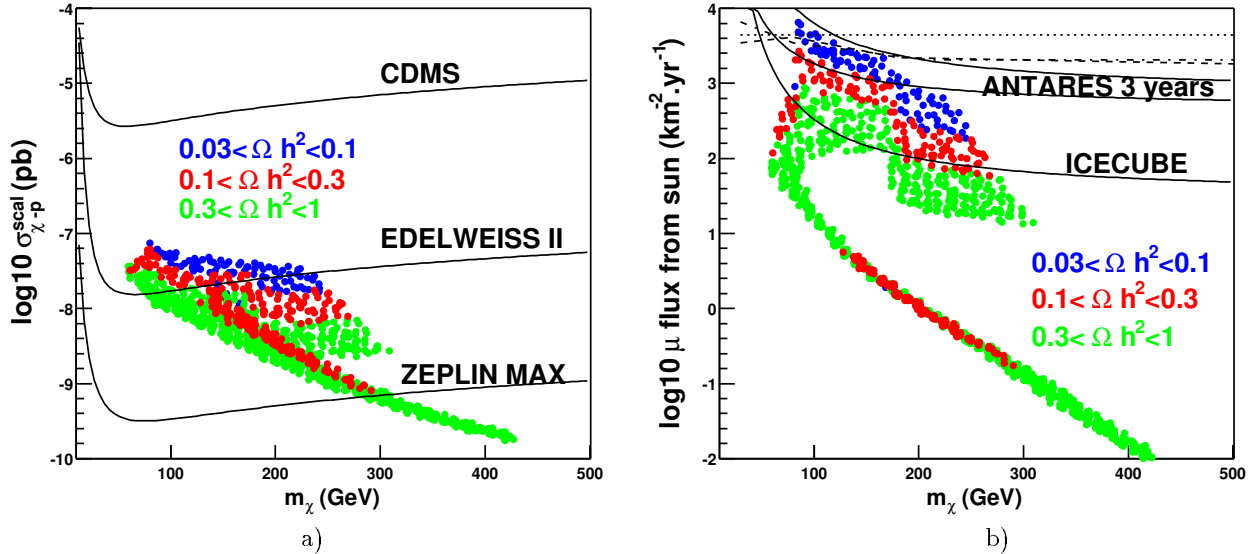 -4
-5
-6
-7
-8
-9
-10
log10 σ_χ-p^scal (pb)
CDMS
0.03< Ω h²<0.1
0.1< Ω h²<0.3
0.3< Ω h²<1
EDELWEISS II
ZEPLIN MAX
100 200 300 400 500
m_χ (GeV)
a)
4
3
2
1
0
-1
-2
log10 μ flux from sun (km⁻².yr⁻¹)
ANTARES 3 years
ICECUBE
0.03< Ω h²<0.1
0.1< Ω h²<0.3
0.3< Ω h²<1
100 200 300 400 500
m_χ (GeV)
b)